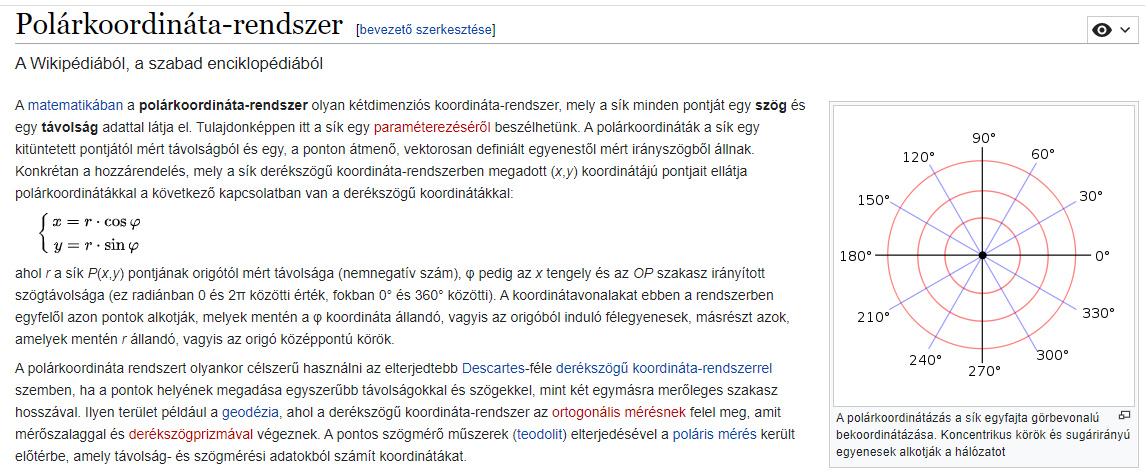 Polárkoordináta-rendszer [bevezető szerkesztése]
A Wikipédiából, a szabad enciklopédiából
A matematikában a polárkoordináta-rendszer olyan kétdimenziós koordináta-rendszer, mely a sík minden pontját egy szög és
egy távolság adattal látja el. Tulajdonképpen itt a sík egy paraméterezéséről beszélhetünk. A polárkoordináták a sík egy
kitüntetett pontjától mért távolságból és egy, a ponton átmenő, vektorosan definiált egyenestől mért irányszögből állnak.
Konkrétan a hozzárendelés, mely a sík derékszögű koordináta-rendszerben megadott (x,y) koordinátájú pontjait ellátja
polárkoordinátákkal a következő kapcsolatban van a derékszögű koordinátákkal:
x = r · cos φ
y = r · sin φ
ahol r a sík P(x,y) pontjának origótól mért távolsága (nemnegatív szám), φ pedig az x tengely és az OP szakasz irányított
szögtávolsága (ez radiánban 0 és 2π közötti érték, fokban 0° és 360° közötti). A koordinátavonalakat ebben a rendszerben
egyfelől azon pontok alkotják, melyek mentén a φ koordináta állandó, vagyis az origóból induló félegyenesek, másrészt azok,
amelyek mentén r állandó, vagyis az origó középpontú körök.
A polárkoordináta rendszert olyankor célszerű használni az elterjedtebb Descartes-féle derékszögű koordináta-rendszerrel
szemben, ha a pontok helyének megadása egyszerűbb távolságokkal és szögekkel, mint két egymásra merőleges szakasz
hosszával. Ilyen terület például a geodézia, ahol a derékszögű koordináta-rendszer az ortogonális mérésnek felel meg, amit
mérőszalaggal és derékszögprizmával végeznek. A pontos szögmérő műszerek (teodolit) elterjedésével a poláris mérés került
előtérbe, amely távolság- és szögmérési adatokból számít koordinátákat.
90°
120°
60°
150°
30°
180°
0°
210°
330°
240°
300°
270°
A polárkoordinátázás a sík egyfajta görbevonalú
bekoordinátázása. Koncentrikus körök és sugárirányú
egyenesek alkotják a hálózatot